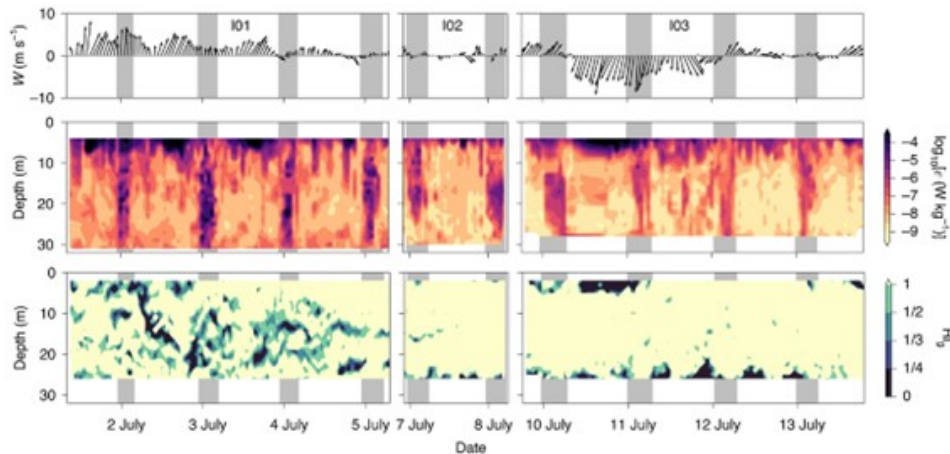 I01 I02 I03
10
0
−10
W (m s⁻¹)
0
10
20
30
Depth (m)
−4
−5
−6
−7
−8
−9
log₁₀[ε (W kg⁻¹)]
0
10
20
30
Depth (m)
1
1/2
1/3
1/4
0
Ri_g
2 July 3 July 4 July 5 July 7 July 8 July 10 July 11 July 12 July 13 July
Date